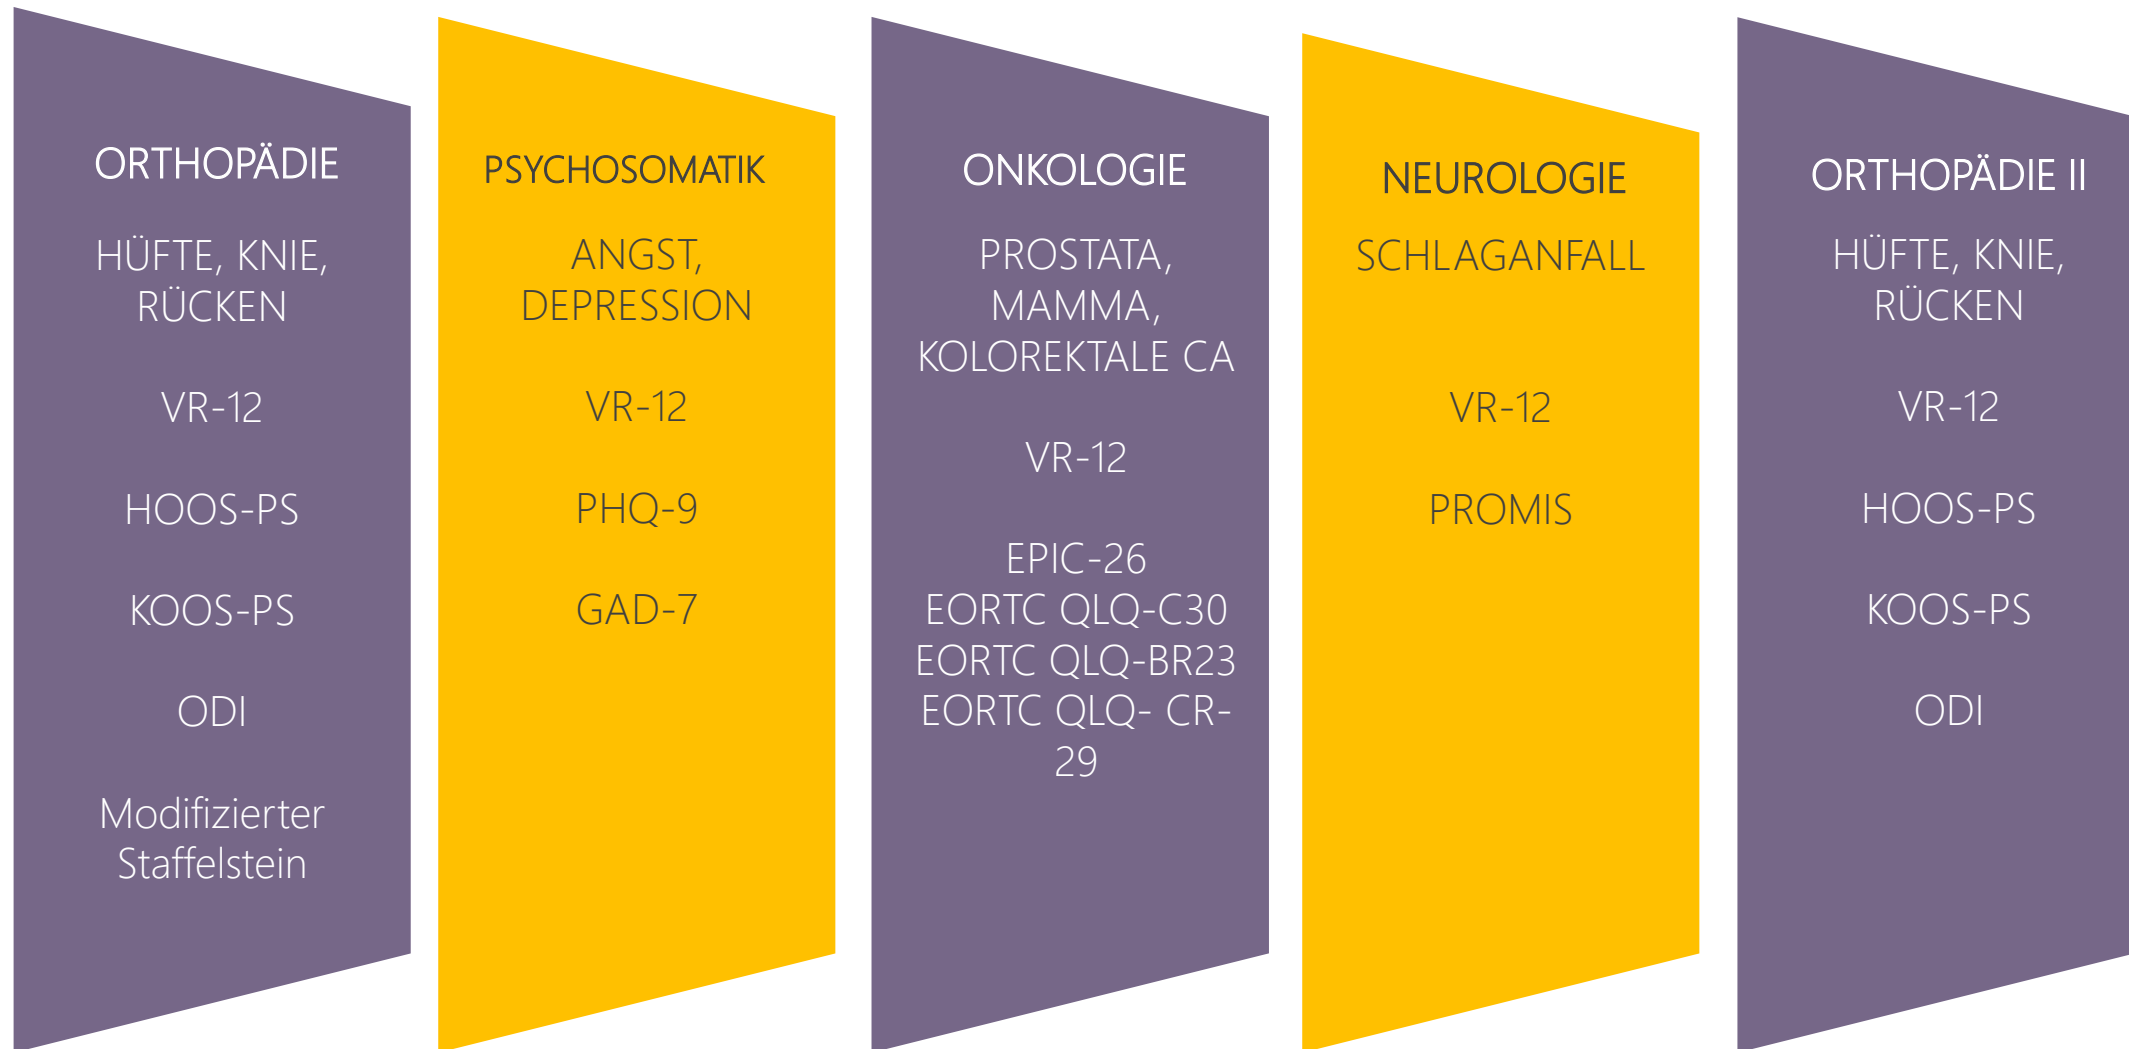 ORTHOPÄDIE
HÜFTE, KNIE,
RÜCKEN
VR-12
HOOS-PS
KOOS-PS
ODI
Modifizierter
Staffelstein
PSYCHOSOMATIK
ANGST,
DEPRESSION
VR-12
PHQ-9
GAD-7
ONKOLOGIE
PROSTATA,
MAMMA,
KOLOREKTALE CA
VR-12
EPIC-26
EORTC QLQ-C30
EORTC QLQ-BR23
EORTC QLQ- CR-
29
NEUROLOGIE
SCHLAGANFALL
VR-12
PROMIS
ORTHOPÄDIE II
HÜFTE, KNIE,
RÜCKEN
VR-12
HOOS-PS
KOOS-PS
ODI